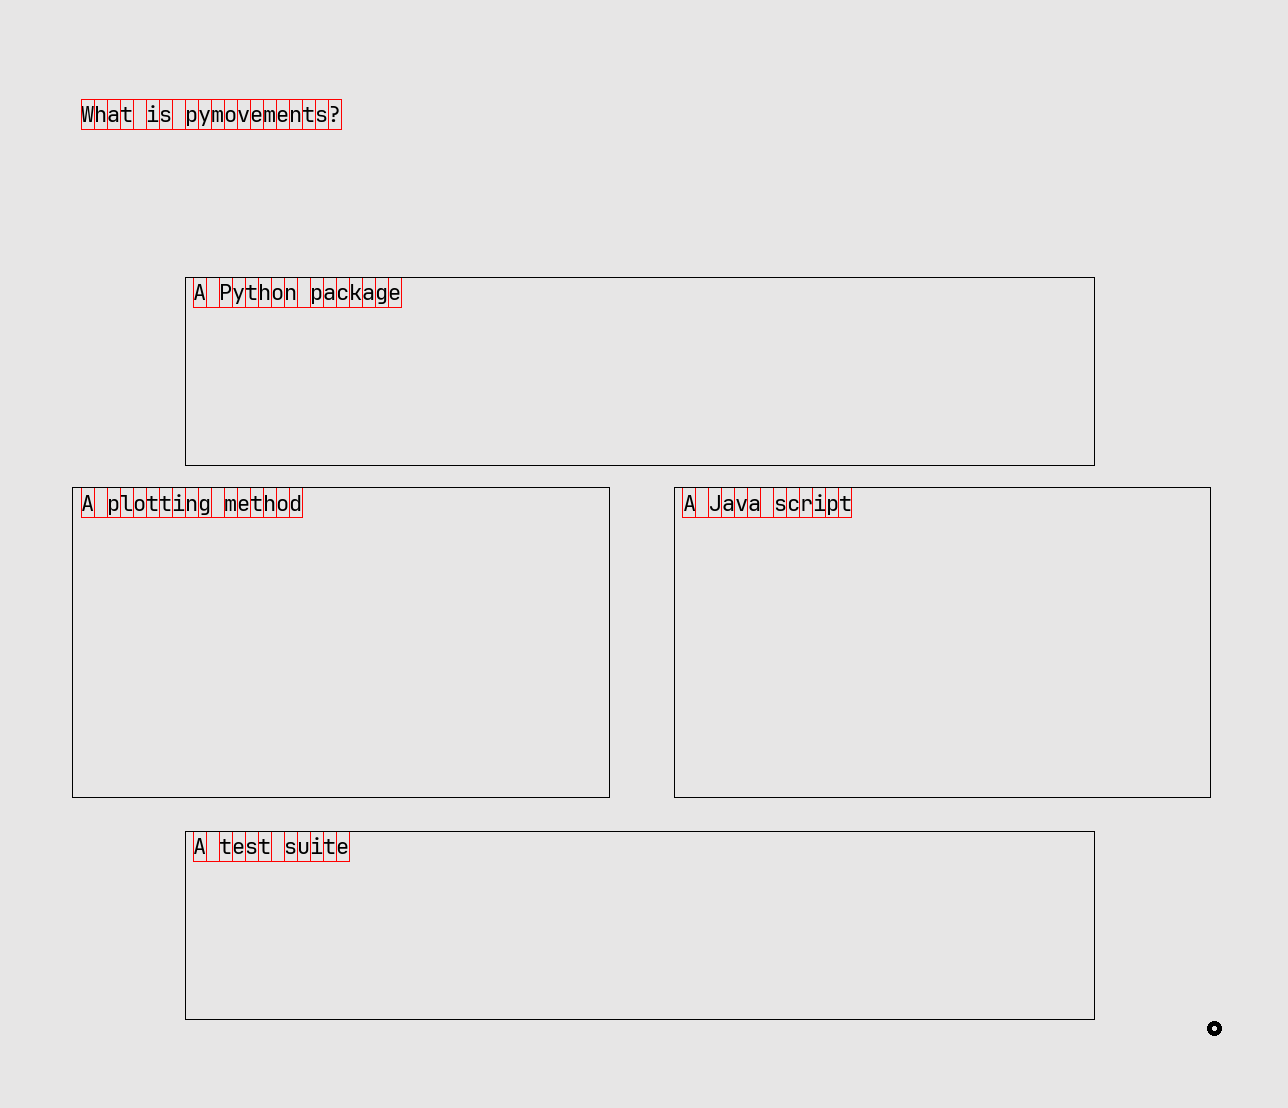 What is pymovements?
A Python package
A plotting method
A Java script
A test suite